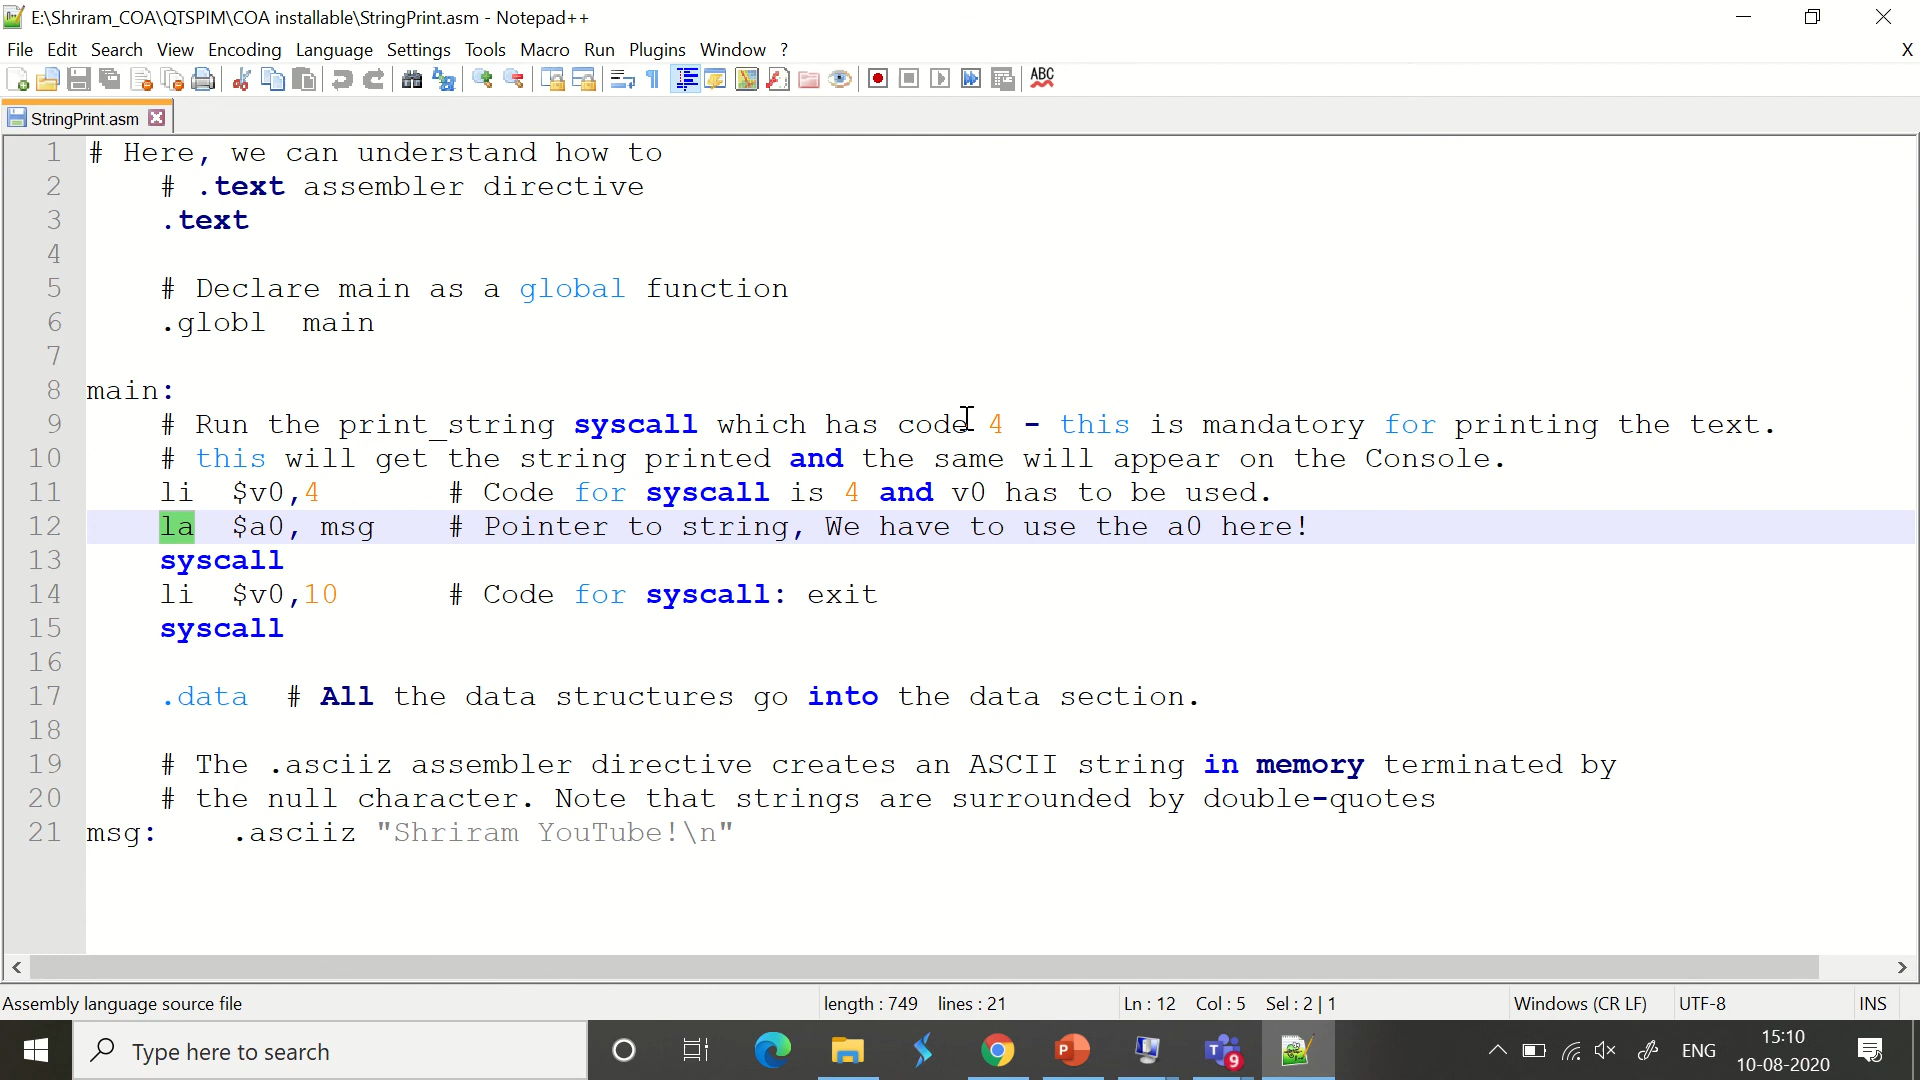 E:\Shriram_COA\QTSPIM\COA installable\StringPrint.asm - Notepad++
File Edit Search View Encoding Language Settings Tools Macro Run Plugins Window ?
X
ABC
StringPrint.asm
1 # Here, we can understand how to
2 # .text assembler directive
3 .text
4
5 # Declare main as a global function
6 .globl main
7
8 main:
9 # Run the print_string syscall which has code 4 - this is mandatory for printing the text.
10 # this will get the string printed and the same will appear on the Console.
11 li $v0,4 # Code for syscall is 4 and v0 has to be used.
12 la $a0, msg # Pointer to string, We have to use the a0 here!
13 syscall
14 li $v0,10 # Code for syscall: exit
15 syscall
16
17 .data # All the data structures go into the data section.
18
19 # The .asciiz assembler directive creates an ASCII string in memory terminated by
20 # the null character. Note that strings are surrounded by double-quotes
21 msg: .asciiz "Shriram YouTube!\n"
Assembly language source file length : 749 lines : 21 Ln : 12 Col : 5 Sel : 2 | 1 Windows (CR LF) UTF-8 INS
Type here to search
P
T
9
ENG
15:10
10-08-2020